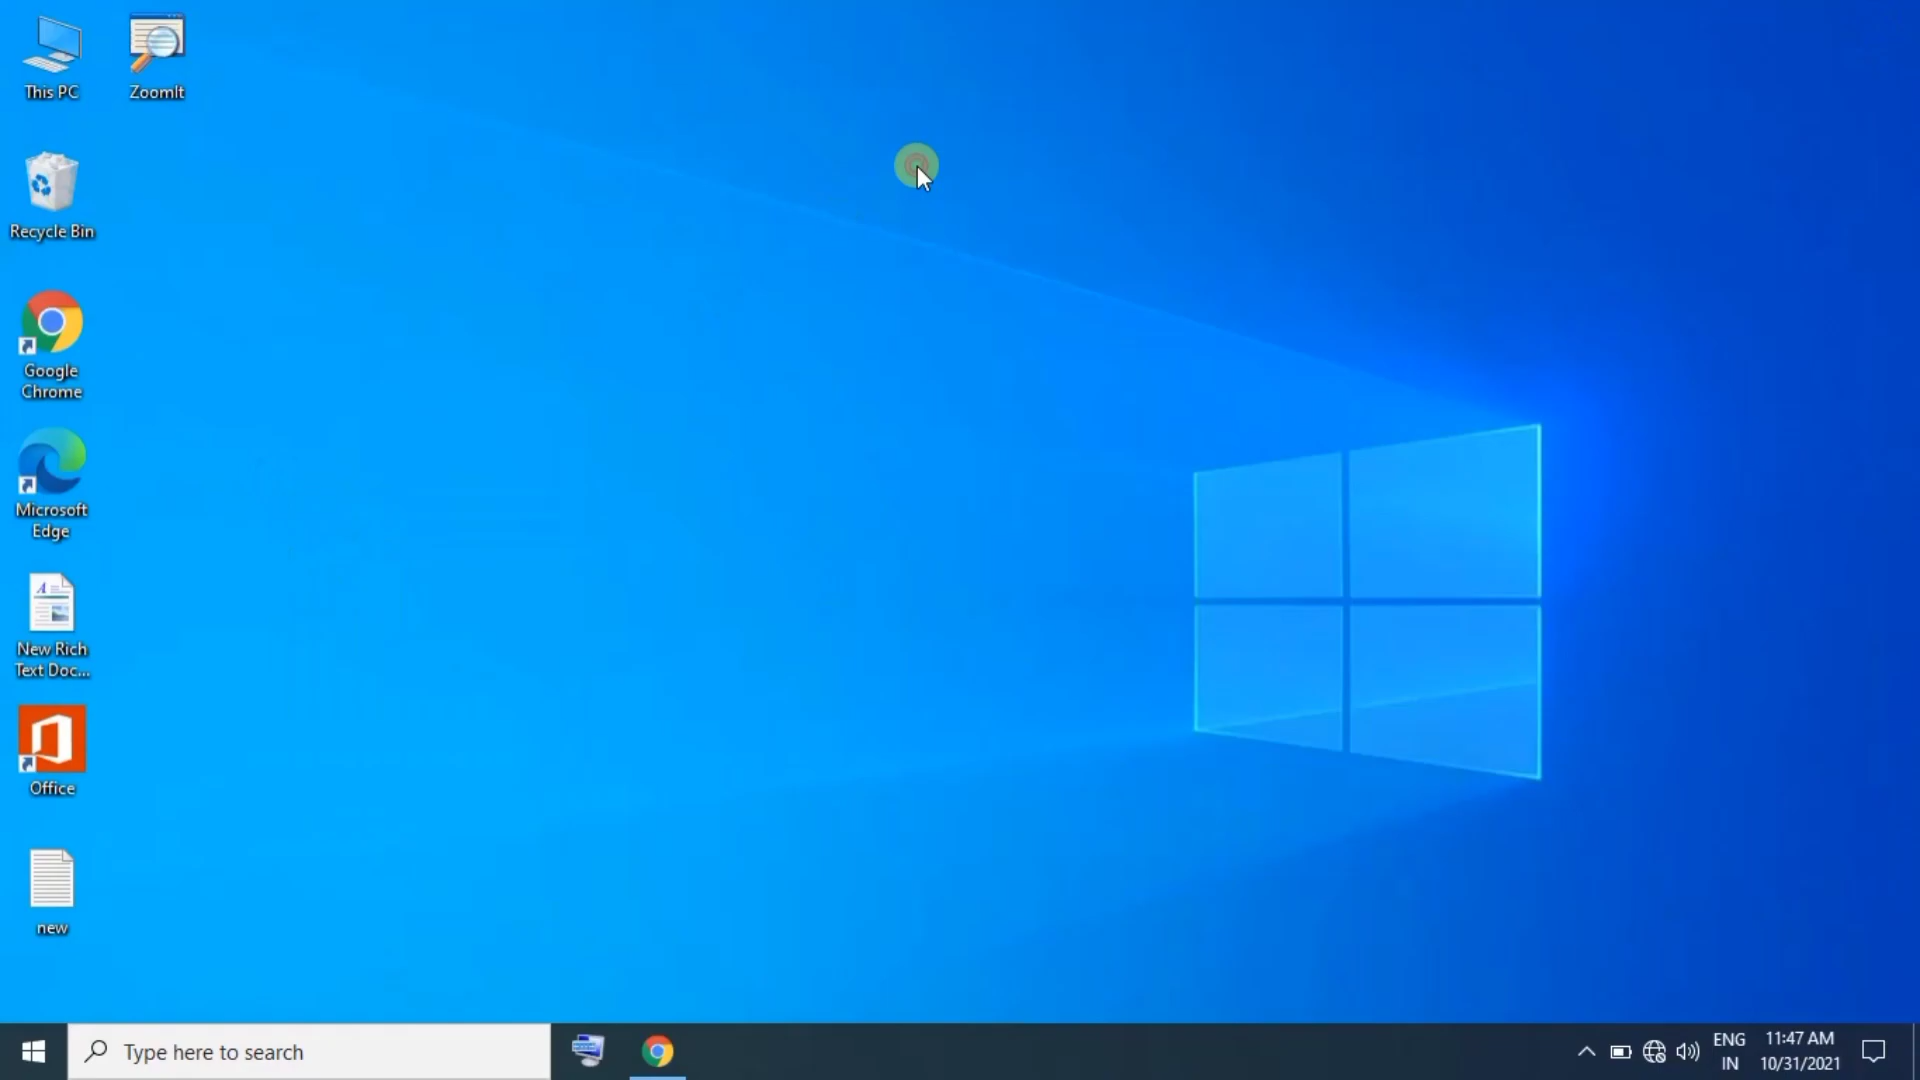 This PC
ZoomIt
Recycle Bin
Google
Chrome
Microsoft
Edge
New Rich
Text Doc...
Office
new
Type here to search
ENG
IN
11:47 AM
10/31/2021